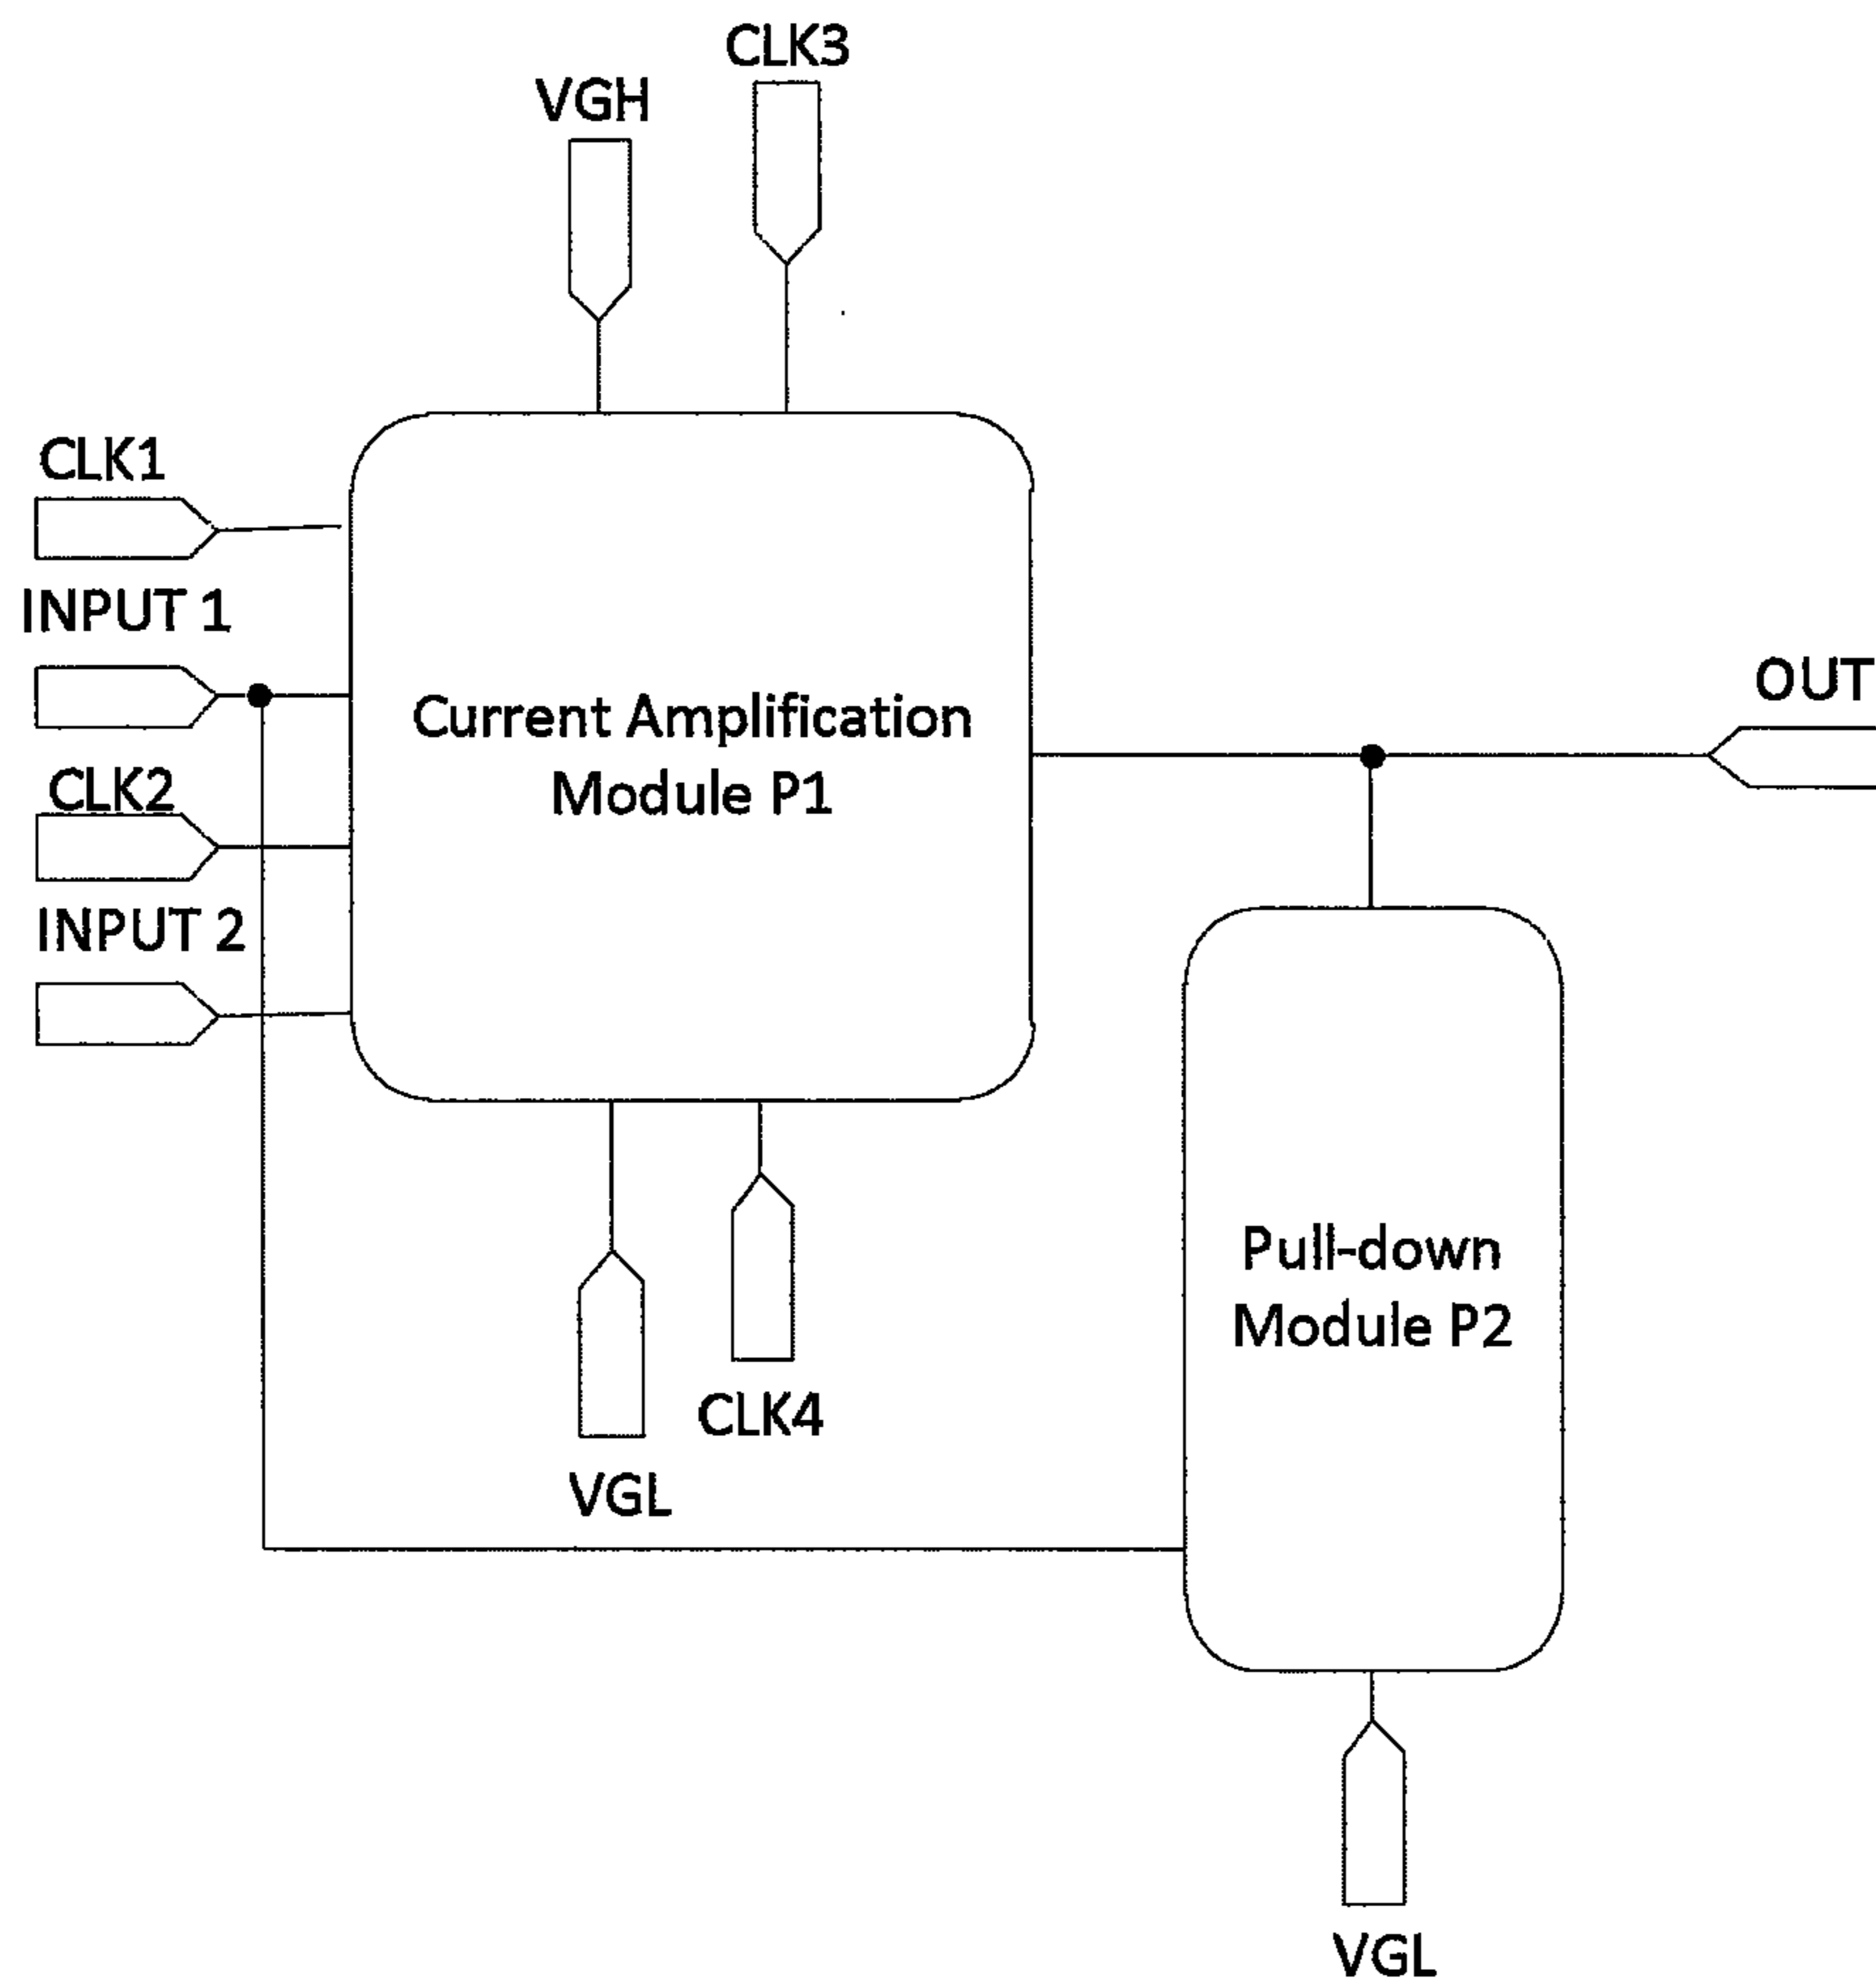 CLK3
VGH
CLK1
INPUT 1
Current Amplification
Module P1
OUT
CLK2
INPUT 2
Pull-down
Module P2
CLK4
VGL
VGL